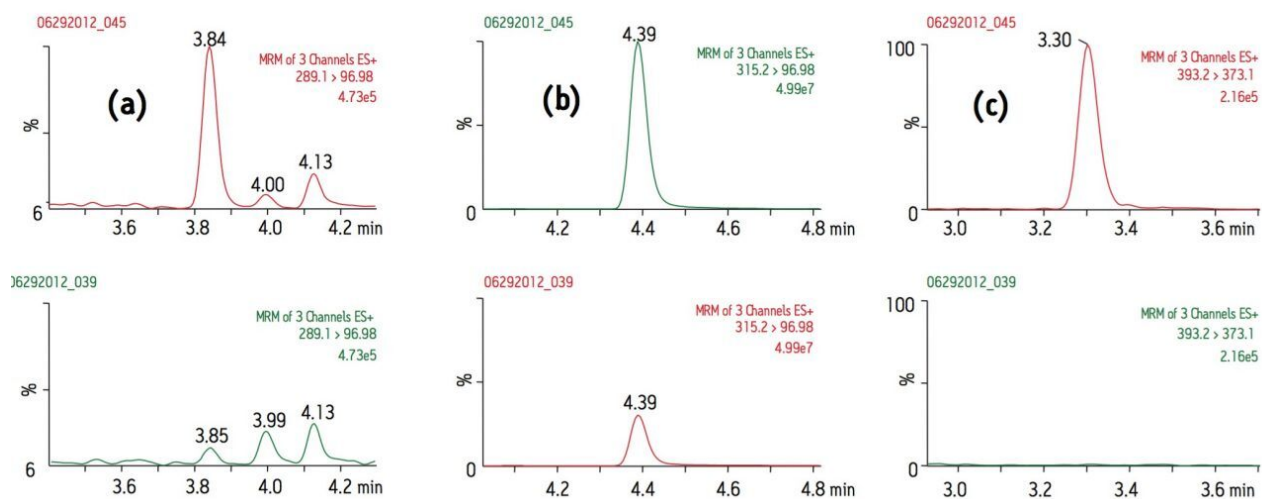 06292012_045
3.84
MRM of 3 Channels ES+
289.1 > 96.98
4.73e5
(a)
%
4.00
4.13
6
3.6 3.8 4.0 4.2 min
06292012_045
4.39
MRM of 3 Channels ES+
315.2 > 96.98
4.99e7
(b)
%
0
4.2 4.4 4.6 4.8 min
06292012_045
100
3.30
MRM of 3 Channels ES+
393.2 > 373.1
2.16e5
(c)
%
0
3.0 3.2 3.4 3.6 min
06292012_039
MRM of 3 Channels ES+
289.1 > 96.98
4.73e5
%
3.85
3.99
4.13
6
3.6 3.8 4.0 4.2 min
06292012_039
MRM of 3 Channels ES+
315.2 > 96.98
4.99e7
%
4.39
0
4.2 4.4 4.6 4.8 min
06292012_039
100
MRM of 3 Channels ES+
393.2 > 373.1
2.16e5
%
0
3.0 3.2 3.4 3.6 min